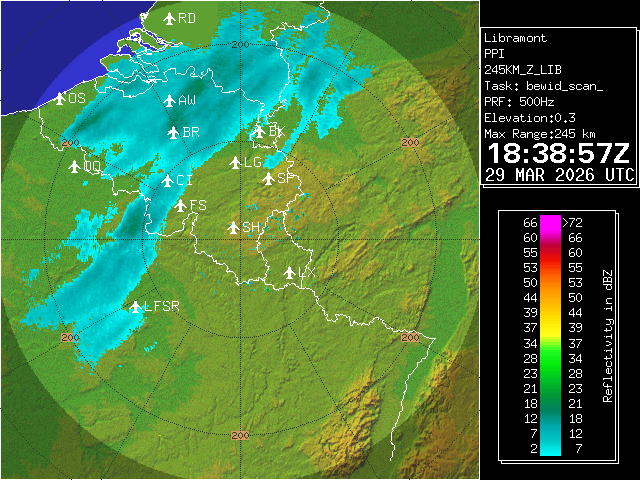 RD
200
OS
AW
BR
BK
200
200
QO
LG
CI
SP
FS
SH
LX
LFSR
200
200
200
Libramont
PPI
245KM_Z_LIB
Task: bewid_scan_
PRF: 500Hz
Elevation:0.3
Max Range:245 km
18:38:57Z
29 MAR 2026 UTC
66 >72
60 66
55 60
53 55
50 53
44 50
39 44
37 39
34 37
28 34
23 28
21 23
18 21
12 18
7 12
2 7
Reflectivity in dBZ